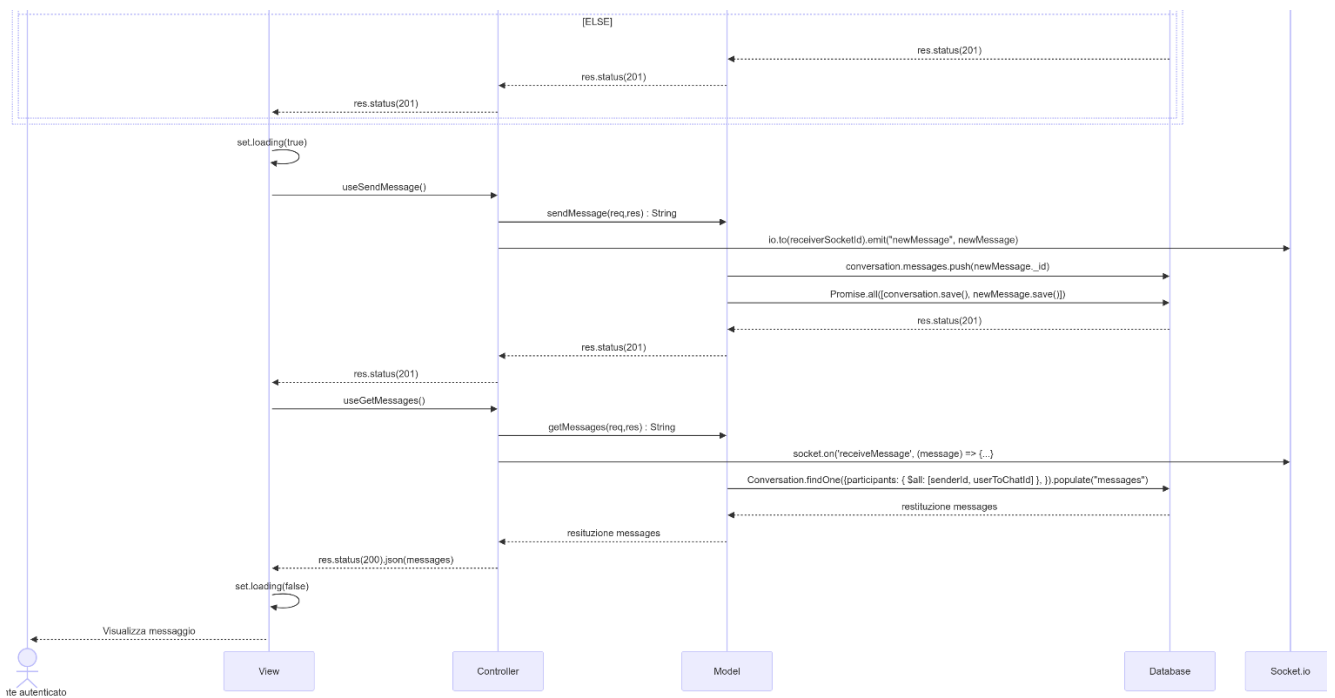 [ELSE]
res.status(201)
res.status(201)
res.status(201)
set.loading(true)
useSendMessage()
sendMessage(req,res) : String
io.to(receiverSocketId).emit("newMessage", newMessage)
conversation.messages.push(newMessage._id)
Promise.all([conversation.save(), newMessage.save()])
res.status(201)
res.status(201)
res.status(201)
useGetMessages()
getMessages(req,res) : String
socket.on('receiveMessage', (message) => {...}
Conversation.findOne({participants: { $all: [senderId, userToChatId] }, }).populate("messages")
restituzione messages
resituzione messages
res.status(200).json(messages)
set.loading(false)
Visualizza messaggio
View Controller Model Database Socket.io
nte autenticato